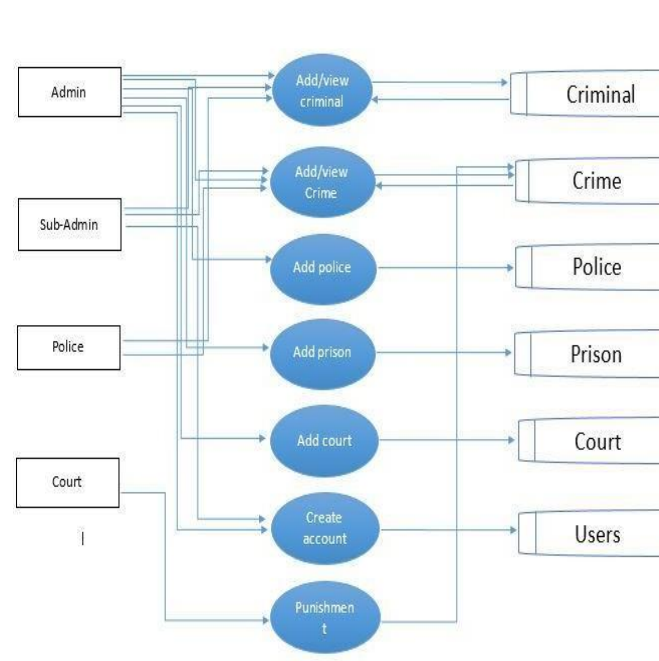 Admin
Add/view
criminal
Criminal
Add/view
Crime
Crime
Sub-Admin
Add police
Police
Police
Add prison
Prison
Add court
Court
Court
Create
account
Users
Punishmen
t